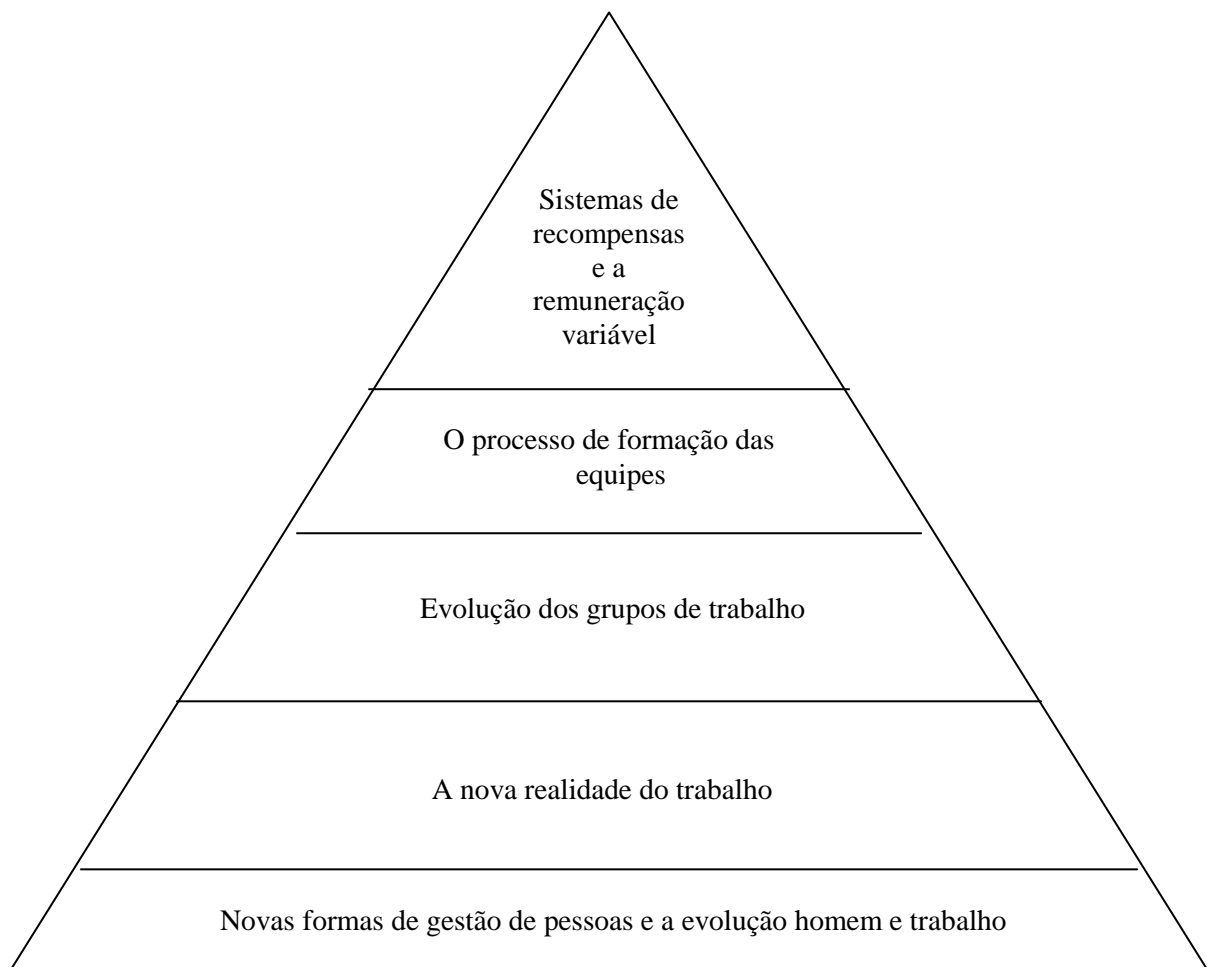 Sistemas de
recompensas
e a
remuneração
variável
O processo de formação das
equipes
Evolução dos grupos de trabalho
A nova realidade do trabalho
Novas formas de gestão de pessoas e a evolução homem e trabalho